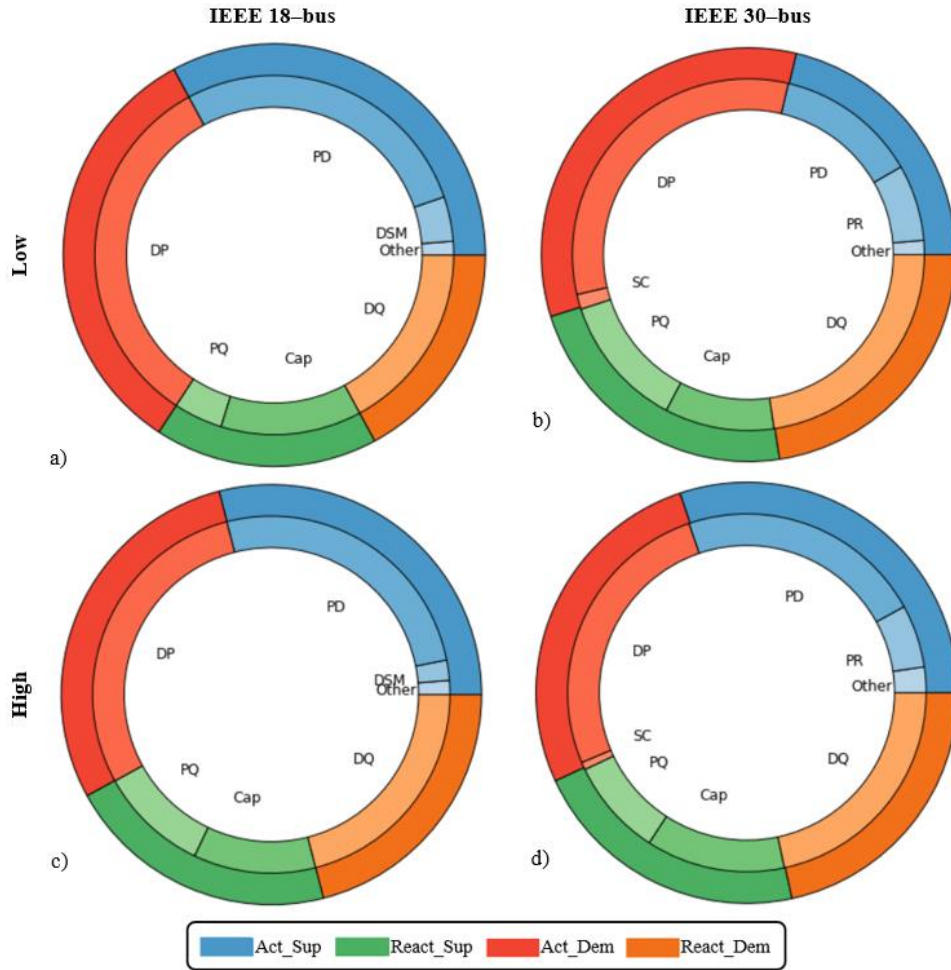 IEEE 18–bus
IEEE 30–bus
Low
PD
DSM
Other
DP
DQ
PQ
Cap
a)
PD
DP
PR
Other
SC
PQ
DQ
Cap
b)
High
PD
DP
DSM
Other
DQ
PQ
Cap
c)
PD
DP
PR
Other
SC
PQ
DQ
Cap
d)
Act_Sup React_Sup Act_Dem React_Dem